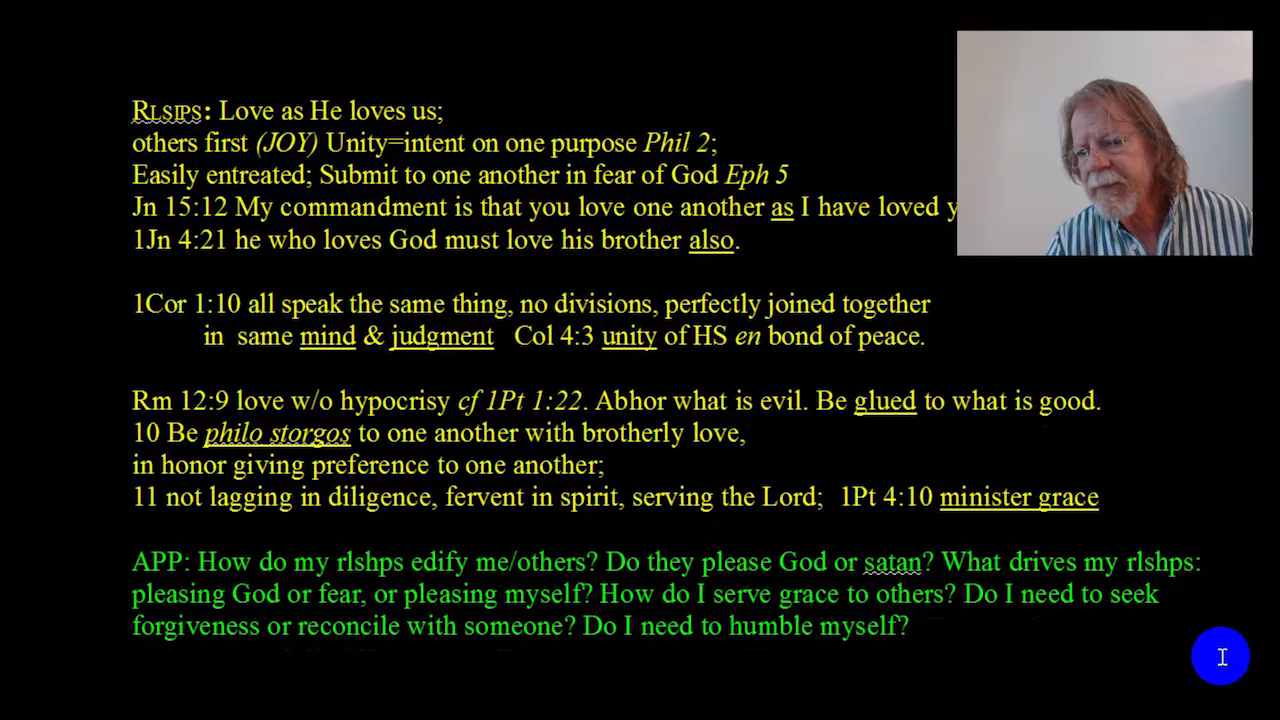 RLSIPS: Love as He loves us;
others first (JOY) Unity=intent on one purpose Phil 2;
Easily entreated; Submit to one another in fear of God Eph 5
Jn 15:12 My commandment is that you love one another as I have loved y
1Jn 4:21 he who loves God must love his brother also.
1Cor 1:10 all speak the same thing, no divisions, perfectly joined together
in same mind & judgment Col 4:3 unity of HS en bond of peace.
Rm 12:9 love w/o hypocrisy cf 1Pt 1:22. Abhor what is evil. Be glued to what is good.
10 Be philo storgos to one another with brotherly love,
in honor giving preference to one another;
11 not lagging in diligence, fervent in spirit, serving the Lord; 1Pt 4:10 minister grace
APP: How do my rlshps edify me/others? Do they please God or satan? What drives my rlshps:
pleasing God or fear, or pleasing myself? How do I serve grace to others? Do I need to seek
forgiveness or reconcile with someone? Do I need to humble myself?